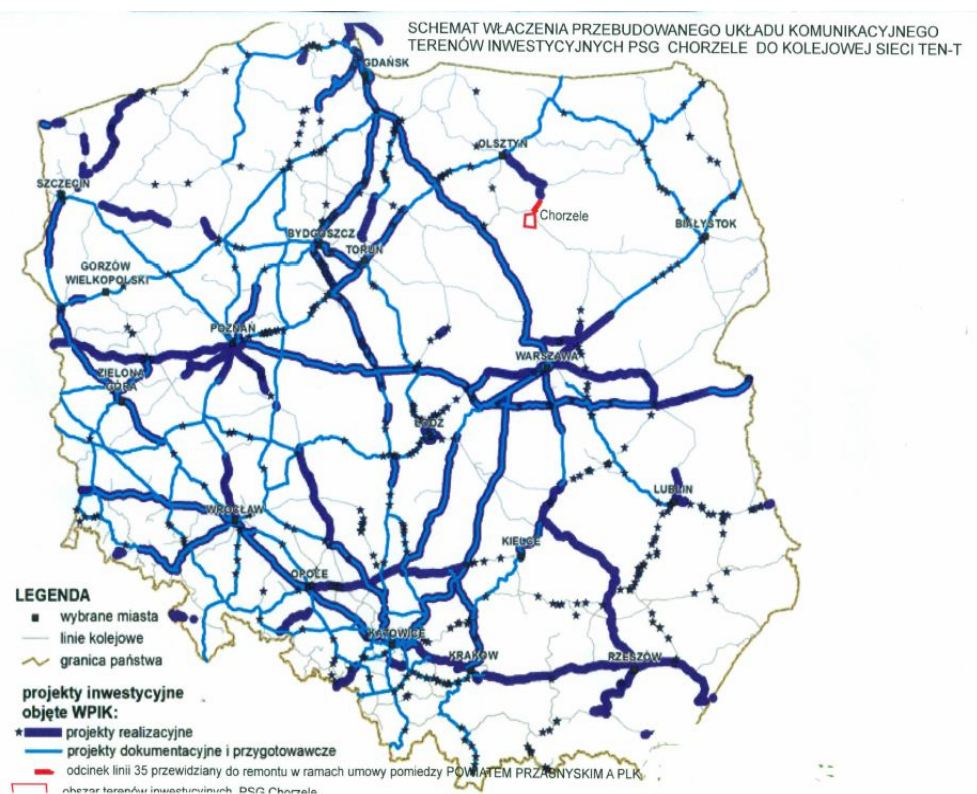 SCHEMAT WŁACZENIA PRZEBUDOWANEGO UKŁADU KOMUNIKACYJNEGO
TERENÓW INWESTYCYJNYCH PSG CHORZELE DO KOLEJOWEJ SIECI TEN-T
GDAŃSK
OLSZTYN
SZCZECIN
Chorzele
BIAŁYSTOK
BYDGOSZCZ
TORUŃ
GORZÓW
WIELKOPOLSKI
POZNAŃ
WARSZAWA
ZIELONA
GÓRA
ŁÓDŹ
LUBLIN
WROCŁAW
KIELCE
OPOLE
KATOWICE
KRAKÓW
RZESZÓW
LEGENDA
wybrane miasta
linie kolejowe
granica państwa
projekty inwestycyjne
objęte WPIK:
projekty realizacyjne
projekty dokumentacyjne i przygotowawcze
odcinek linii 35 przewidziany do remontu w ramach umowy pomiedzy POWIATEM PRZASNYSKIM A PLK
obszar terenów inwestycyjnych PSG Chorzele